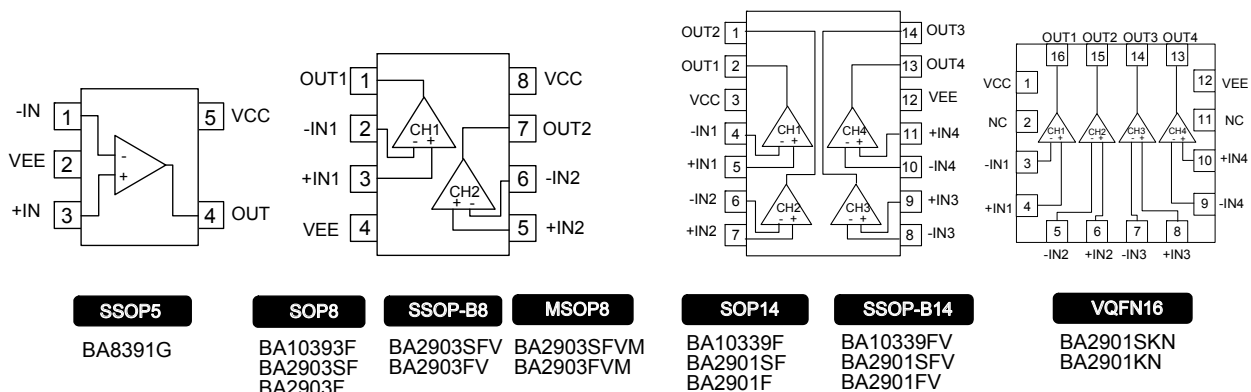 -IN 1
VEE 2
+IN 3
5 VCC
4 OUT
- +
OUT1 1
-IN1 2
+IN1 3
VEE 4
8 VCC
7 OUT2
6 -IN2
5 +IN2
CH1
- +
CH2
+ -
OUT2 1
OUT1 2
VCC 3
-IN1 4
+IN1 5
-IN2 6
+IN2 7
14 OUT3
13 OUT4
12 VEE
11 +IN4
10 -IN4
9 +IN3
8 -IN3
CH1
- +
CH4
- +
CH2
- +
CH3
- +
OUT1 OUT2 OUT3 OUT4
16 15 14 13
VCC 1
NC 2
-IN1 3
+IN1 4
12 VEE
11 NC
10 +IN4
9 -IN4
CH1 CH2 CH3 CH4
- + - + - + - +
5 6 7 8
-IN2 +IN2 -IN3 +IN3
SSOP5
BA8391G
SOP8
BA10393F
BA2903SF
BA2903F
SSOP-B8
BA2903SFV
BA2903FV
MSOP8
BA2903SFVM
BA2903FVM
SOP14
BA10339F
BA2901SF
BA2901F
SSOP-B14
BA10339FV
BA2901SFV
BA2901FV
VQFN16
BA2901SKN
BA2901KN